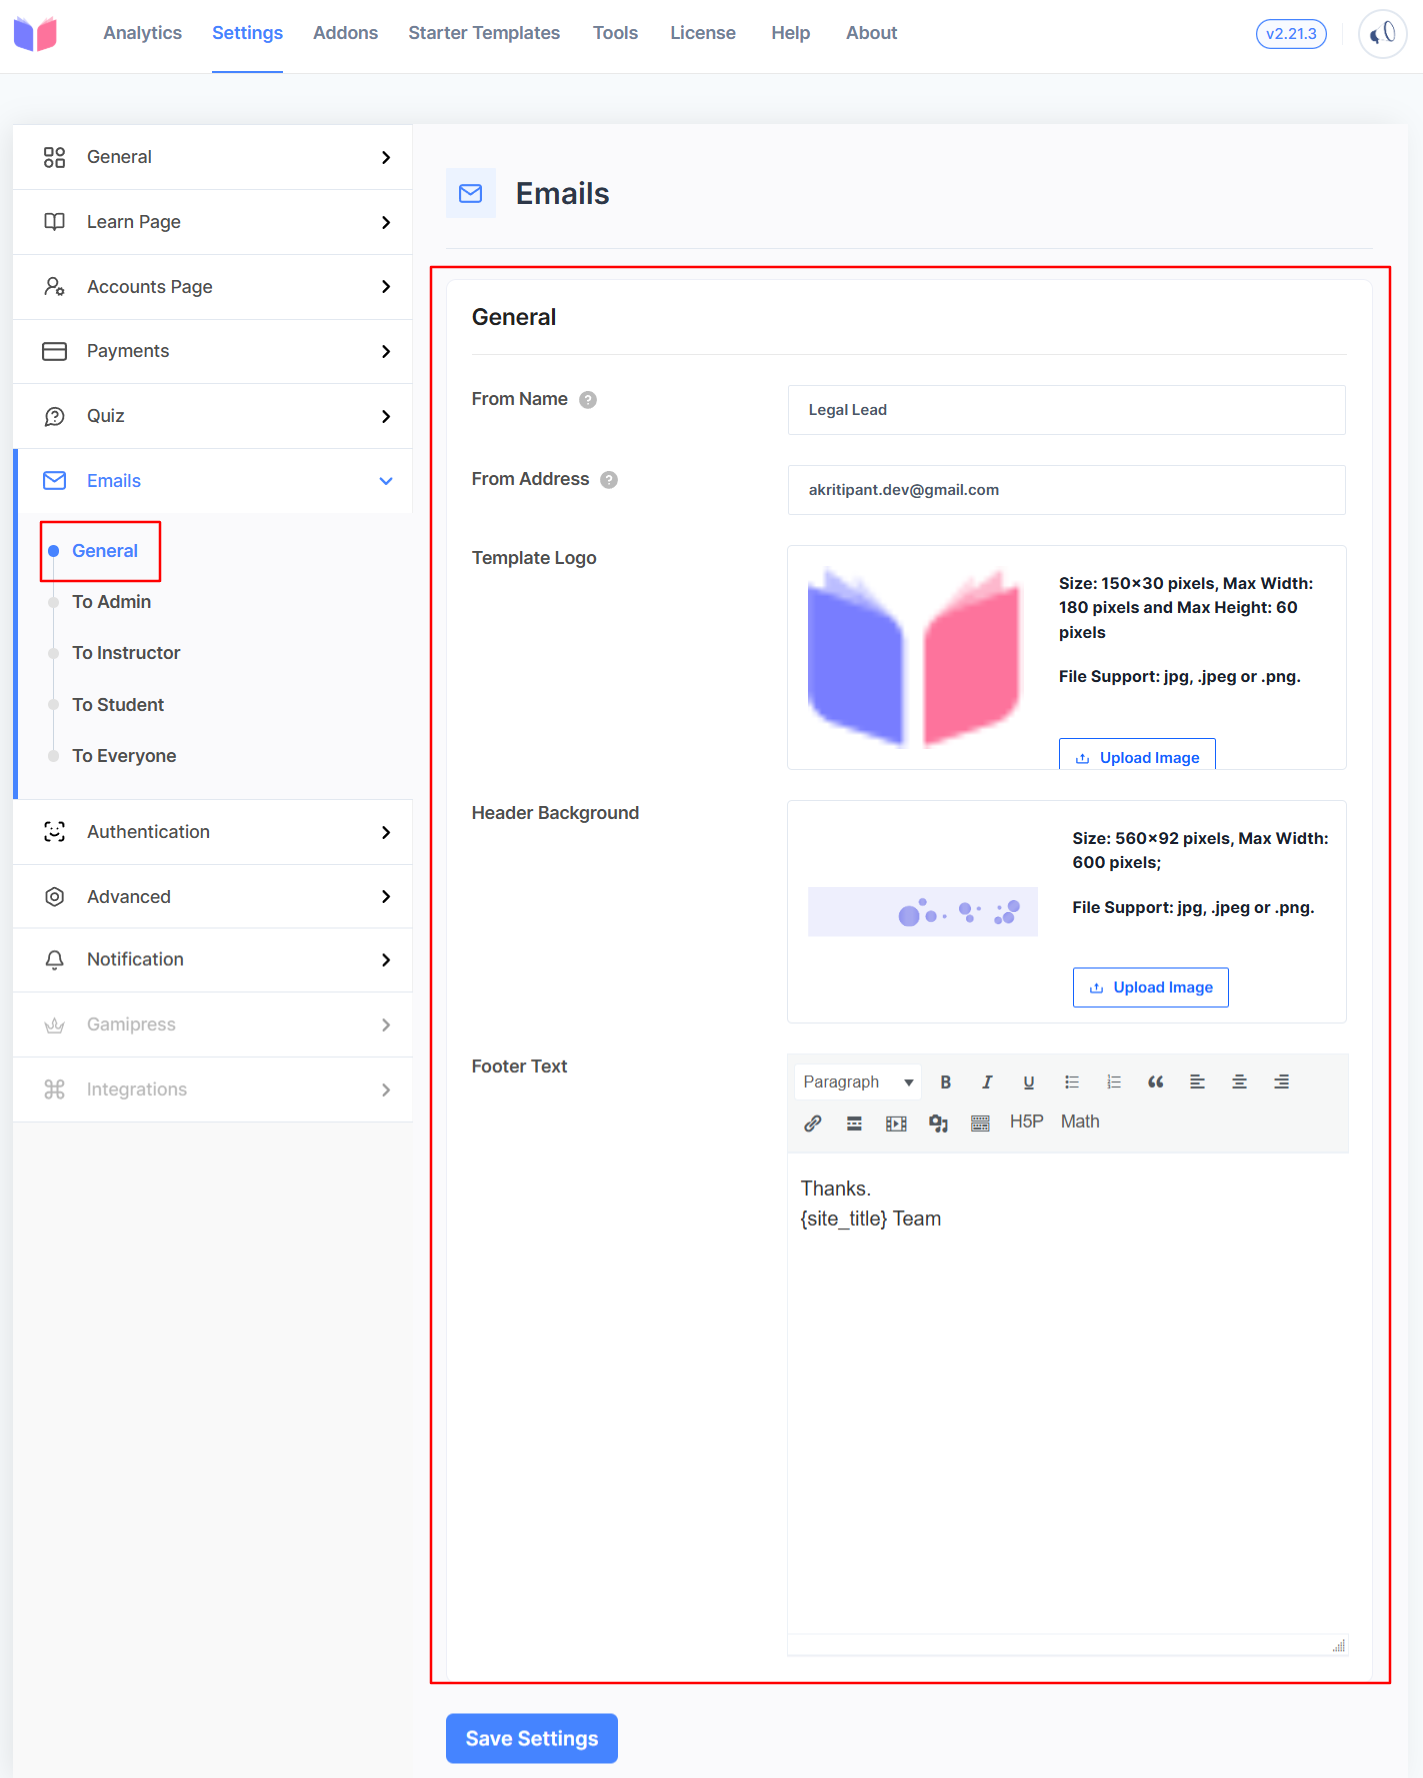 Analytics
Settings
Addons
Starter Templates
Tools
License
Help
About
v2.21.3
General
Learn Page
Accounts Page
Payments
Quiz
Emails
General
To Admin
To Instructor
To Student
To Everyone
Authentication
Advanced
Notification
Gamipress
Integrations
Emails
General
From Name ?
Legal Lead
From Address ?
akritipant.dev@gmail.com
Template Logo
Size: 150x30 pixels, Max Width:
180 pixels and Max Height: 60
pixels
File Support: jpg, .jpeg or .png.
Upload Image
Header Background
Size: 560x92 pixels, Max Width:
600 pixels;
File Support: jpg, .jpeg or .png.
Upload Image
Footer Text
Paragraph
B I U
H5P Math
Thanks.
{site_title} Team
Save Settings